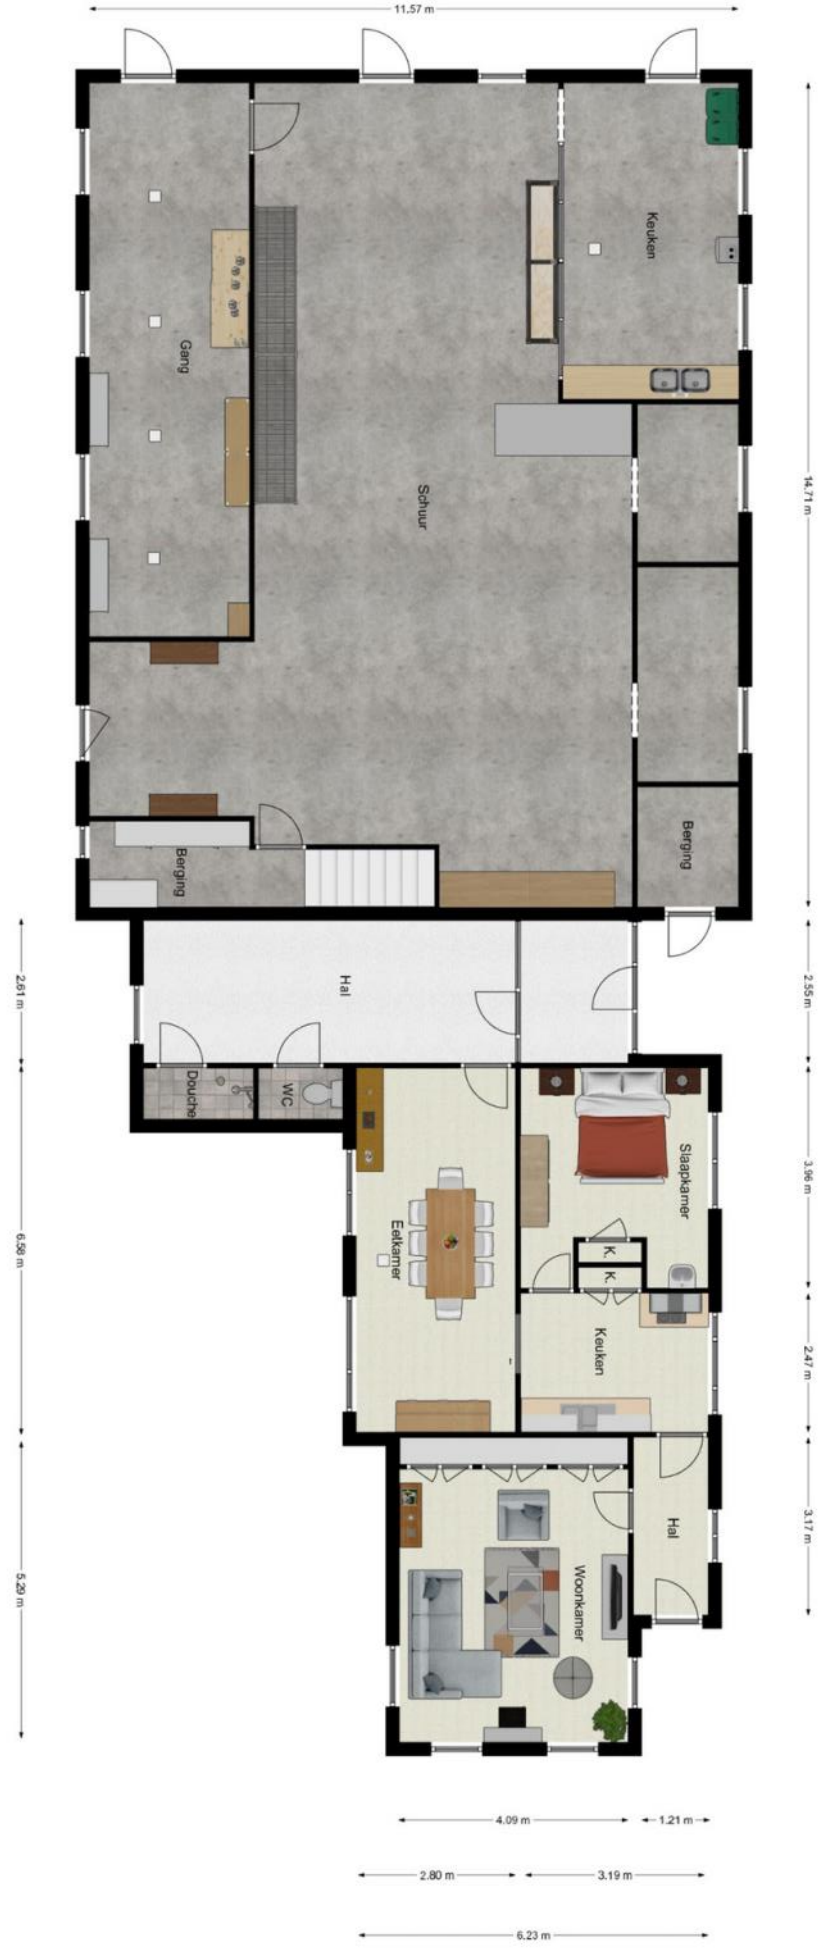 11.57 m
Keuken
Gang
14.71 m
Schuur
Berging
Berging
2.61 m
Hal
2.55 m
Douche
WC
Slaapkamer
3.96 m
Eetkamer
6.58 m
K.
K.
Keuken
2.47 m
Hal
3.17 m
Woonkamer
5.29 m
4.09 m
1.21 m
2.80 m
3.19 m
6.23 m